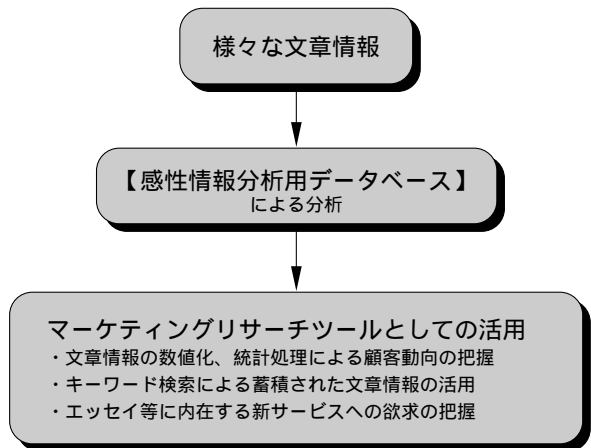 様々な文章情報
【感性情報分析用データベース】
による分析
マーケティングリサーチツールとしての活用
・文章情報の数値化、統計処理による顧客動向の把握
・キーワード検索による蓄積された文章情報の活用
・エッセイ等に内在する新サービスへの欲求の把握